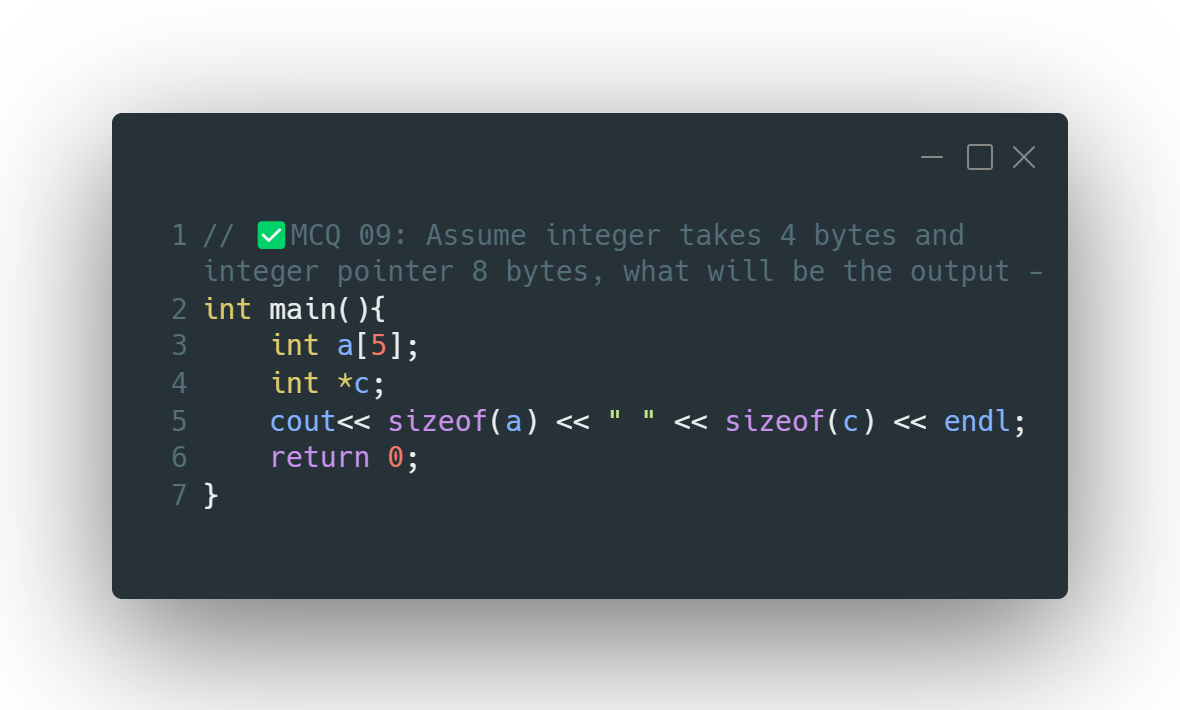 1 // ✅MCQ 09: Assume integer takes 4 bytes and
integer pointer 8 bytes, what will be the output -
2 int main(){
3     int a[5];
4     int *c;
5     cout<< sizeof(a) << " " << sizeof(c) << endl;
6     return 0;
7 }